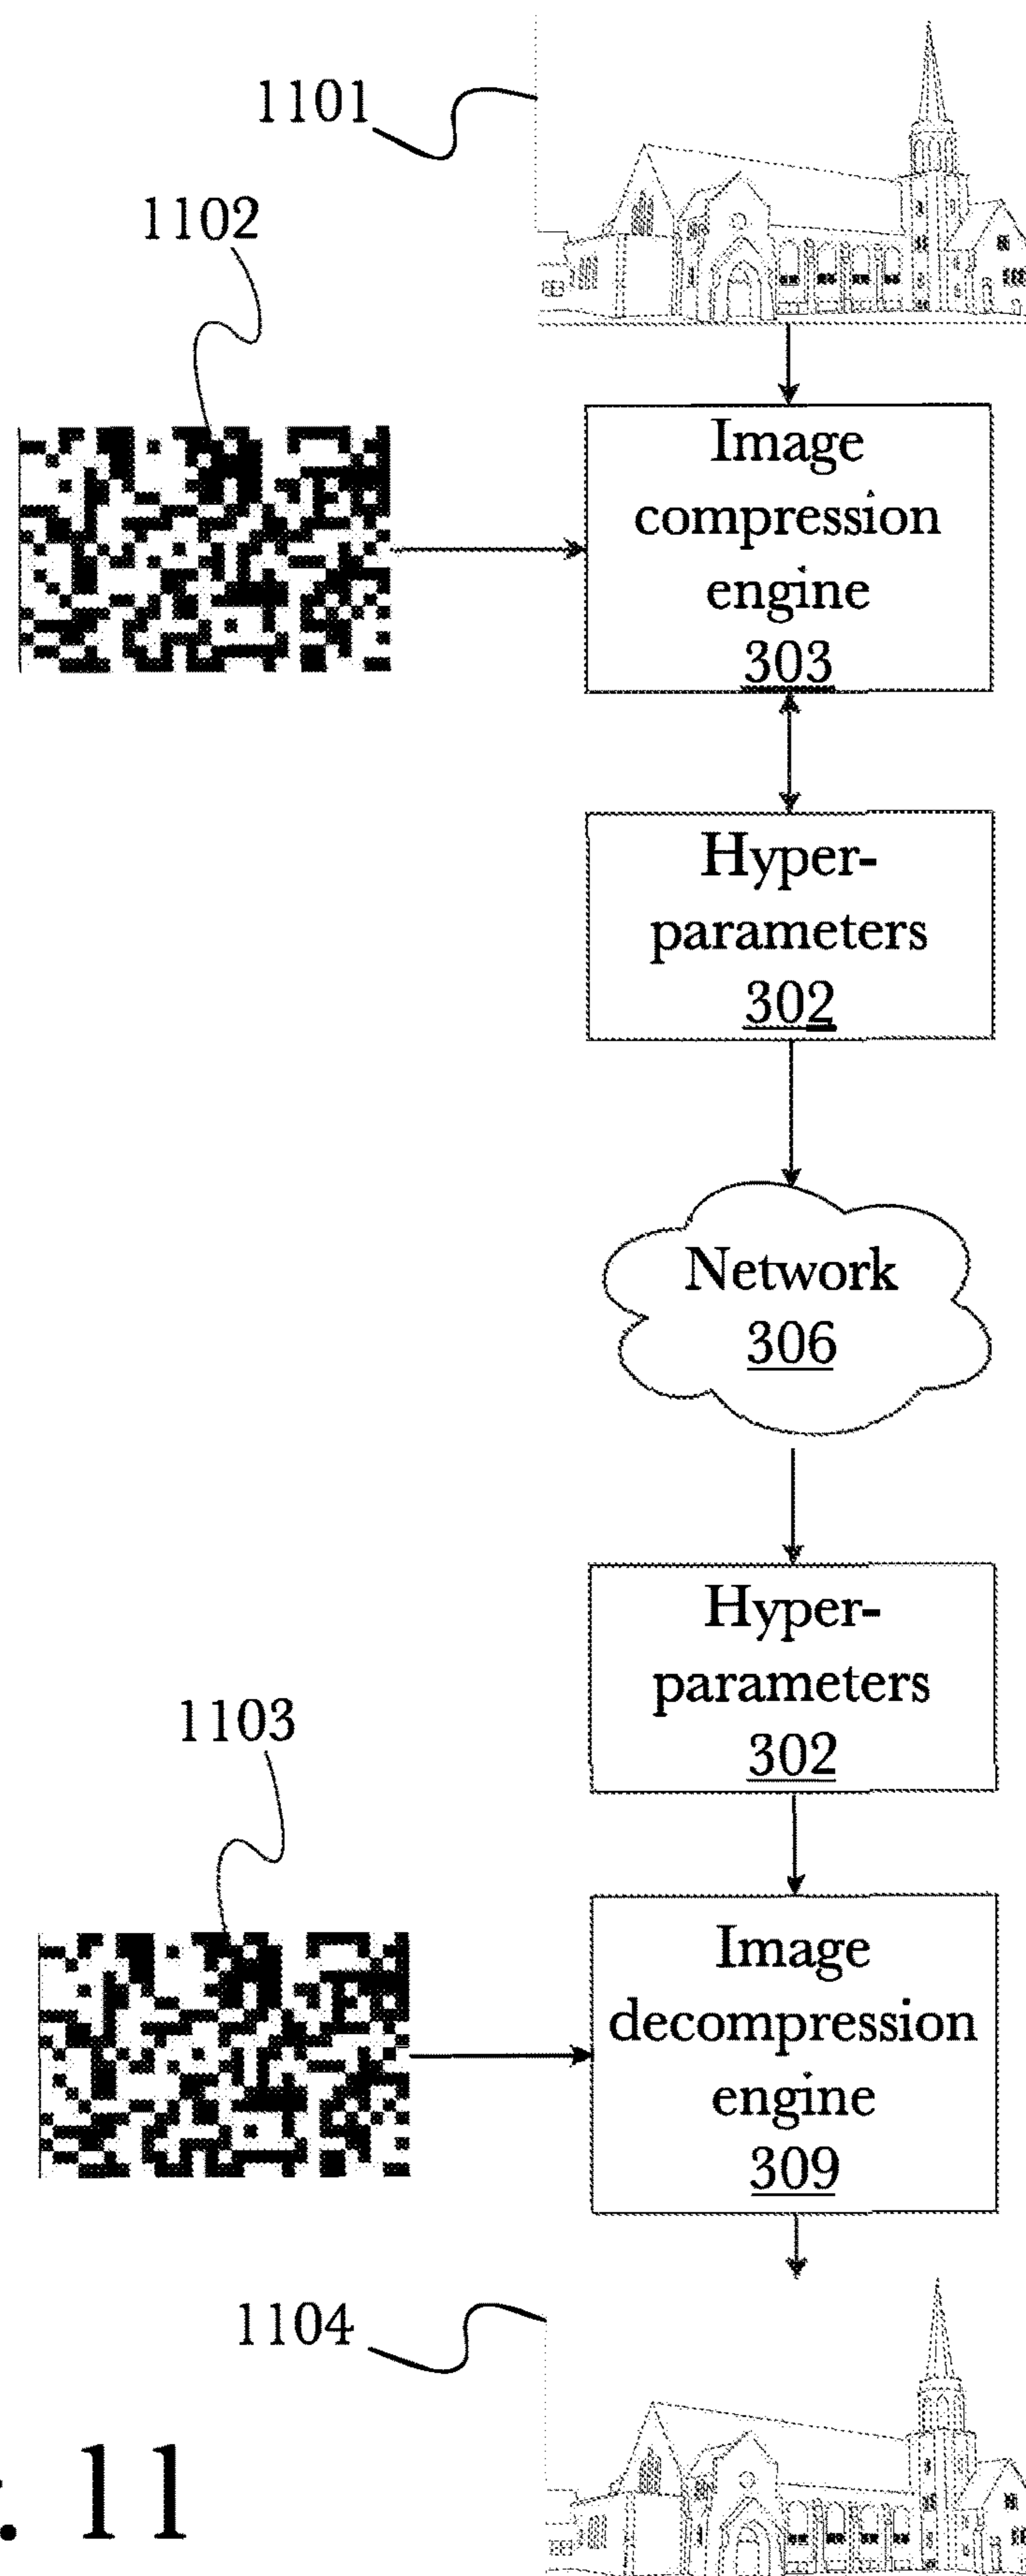 1101
1102
Image
compression
engine
303
Hyper-
parameters
302
Network
306
Hyper-
parameters
302
1103
Image
decompression
engine
309
1104
. 11